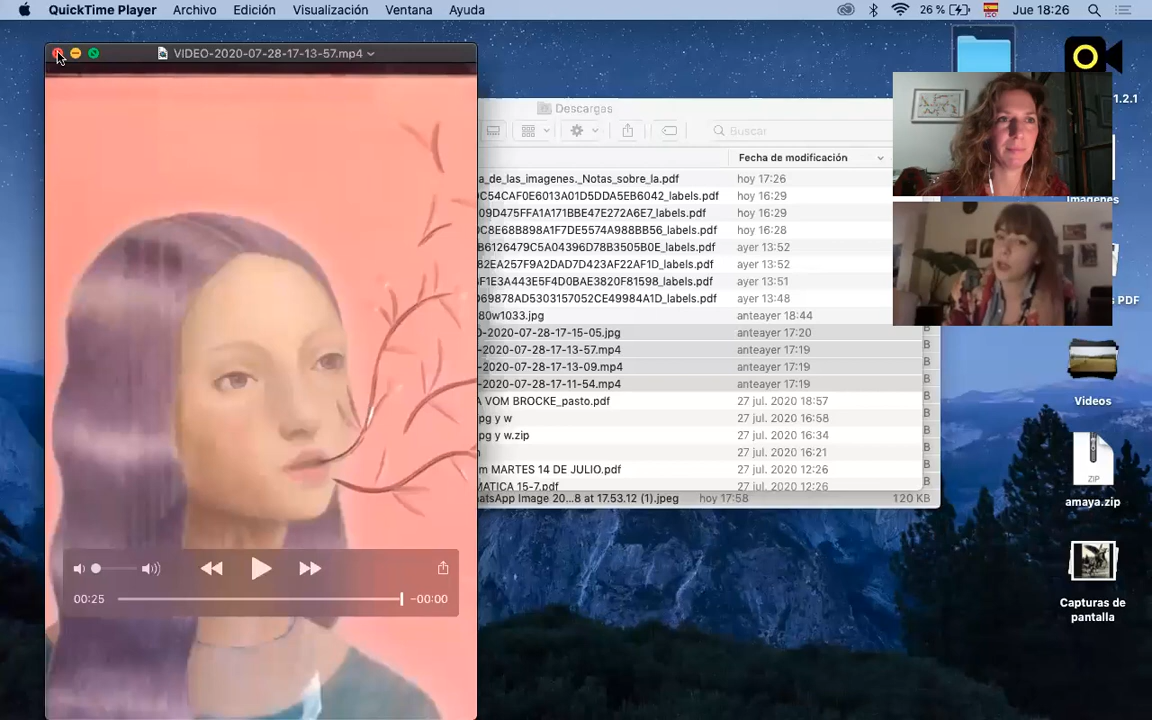 QuickTime Player Archivo Edición Visualización Ventana Ayuda 26 % ISO Jue 18:26
VIDEO-2020-07-28-17-13-57.mp4
Descargas
Buscar
Fecha de modificación
a_de_las_imagenes._Notas_sobre_la.pdf hoy 17:26
9C54CAF0E6013A01D5DDA5EB6042_labels.pdf hoy 16:29
09D475FFA1A171BBE47E272A6E7_labels.pdf hoy 16:29
0C8E68B898A1F7DE5574A988BB56_labels.pdf hoy 16:28
B6126479C5A04396D78B3505B0E_labels.pdf ayer 13:52
82EA257F9A2DAD7D423AF22AF1D_labels.pdf ayer 13:52
5F1E3A443E5F4D0BAE3820F81598_labels.pdf ayer 13:52
D69878AD5303157052CE49984A1D_labels.pdf ayer 13:48
80w1033.jpg anteayer 18:44
-2020-07-28-17-15-05.jpg anteayer 17:20
-2020-07-28-17-13-57.mp4 anteayer 17:19
-2020-07-28-17-13-09.mp4 anteayer 17:19
-2020-07-28-17-11-54.mp4 anteayer 17:19
A VOM BROCKE_pasto.pdf 27 jul. 2020 18:57
pg y w 27 jul. 2020 16:58
pg y w.zip 27 jul. 2020 16:34
27 jul. 2020 16:21
m MARTES 14 DE JULIO.pdf 27 jul. 2020 12:26
MATICA 15-7.pdf 27 jul. 2020 12:26
atsApp Image 20...8 at 17.53.12 (1).jpeg hoy 17:58 120 KB
00:25 -00:00
1.2.1
Imágenes
PDF
Videos
ZIP
amaya.zip
Capturas de
pantalla